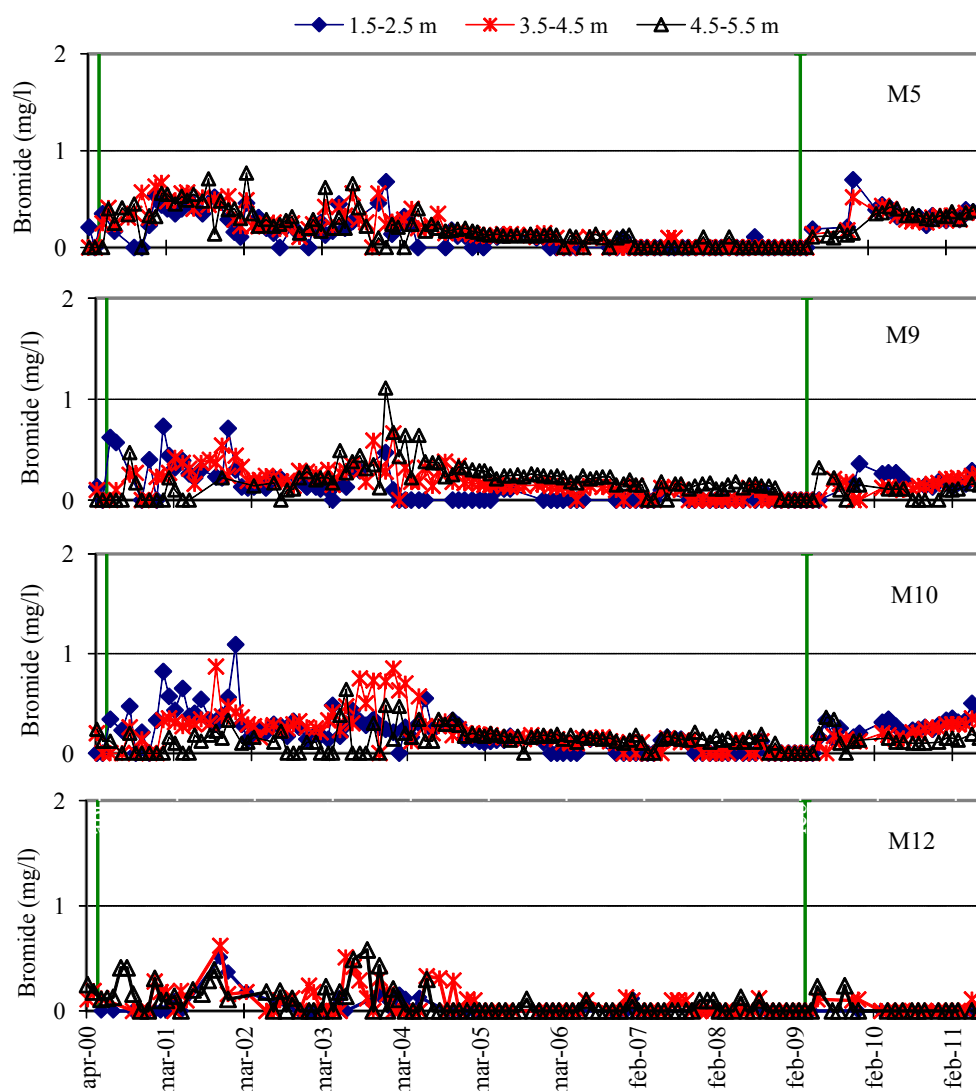 1.5-2.5 m 3.5-4.5 m 4.5-5.5 m
2
M5
Bromide (mg/l)
1
0
2
M9
Bromide (mg/l)
1
0
2
M10
Bromide (mg/l)
1
0
2
M12
Bromide (mg/l)
1
0
apr-00 mar-01 mar-02 mar-03 mar-04 mar-05 mar-06 feb-07 feb-08 feb-09 feb-10 feb-11